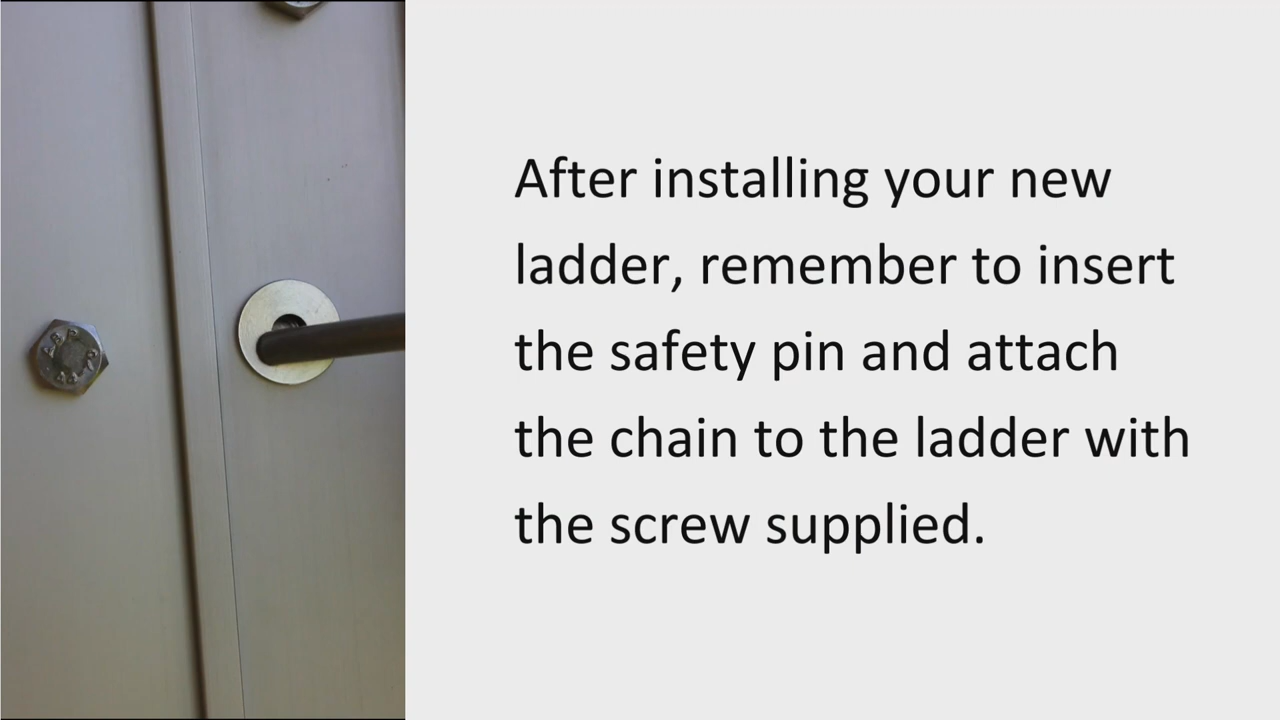 After installing your new
ladder, remember to insert
the safety pin and attach
the chain to the ladder with
the screw supplied.